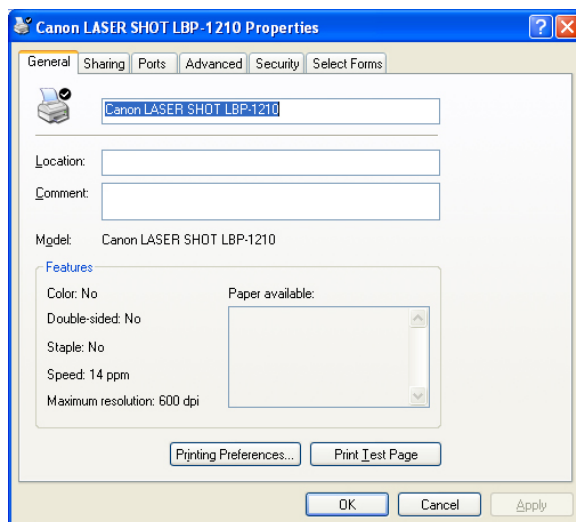 Canon LASER SHOT LBP-1210 Properties
General Sharing Ports Advanced Security Select Forms
Canon LASER SHOT LBP-1210
Location:
Comment:
Model: Canon LASER SHOT LBP-1210
Features
Color: No Paper available:
Double-sided: No
Staple: No
Speed: 14 ppm
Maximum resolution: 600 dpi
Printing Preferences... Print Test Page
OK Cancel Apply